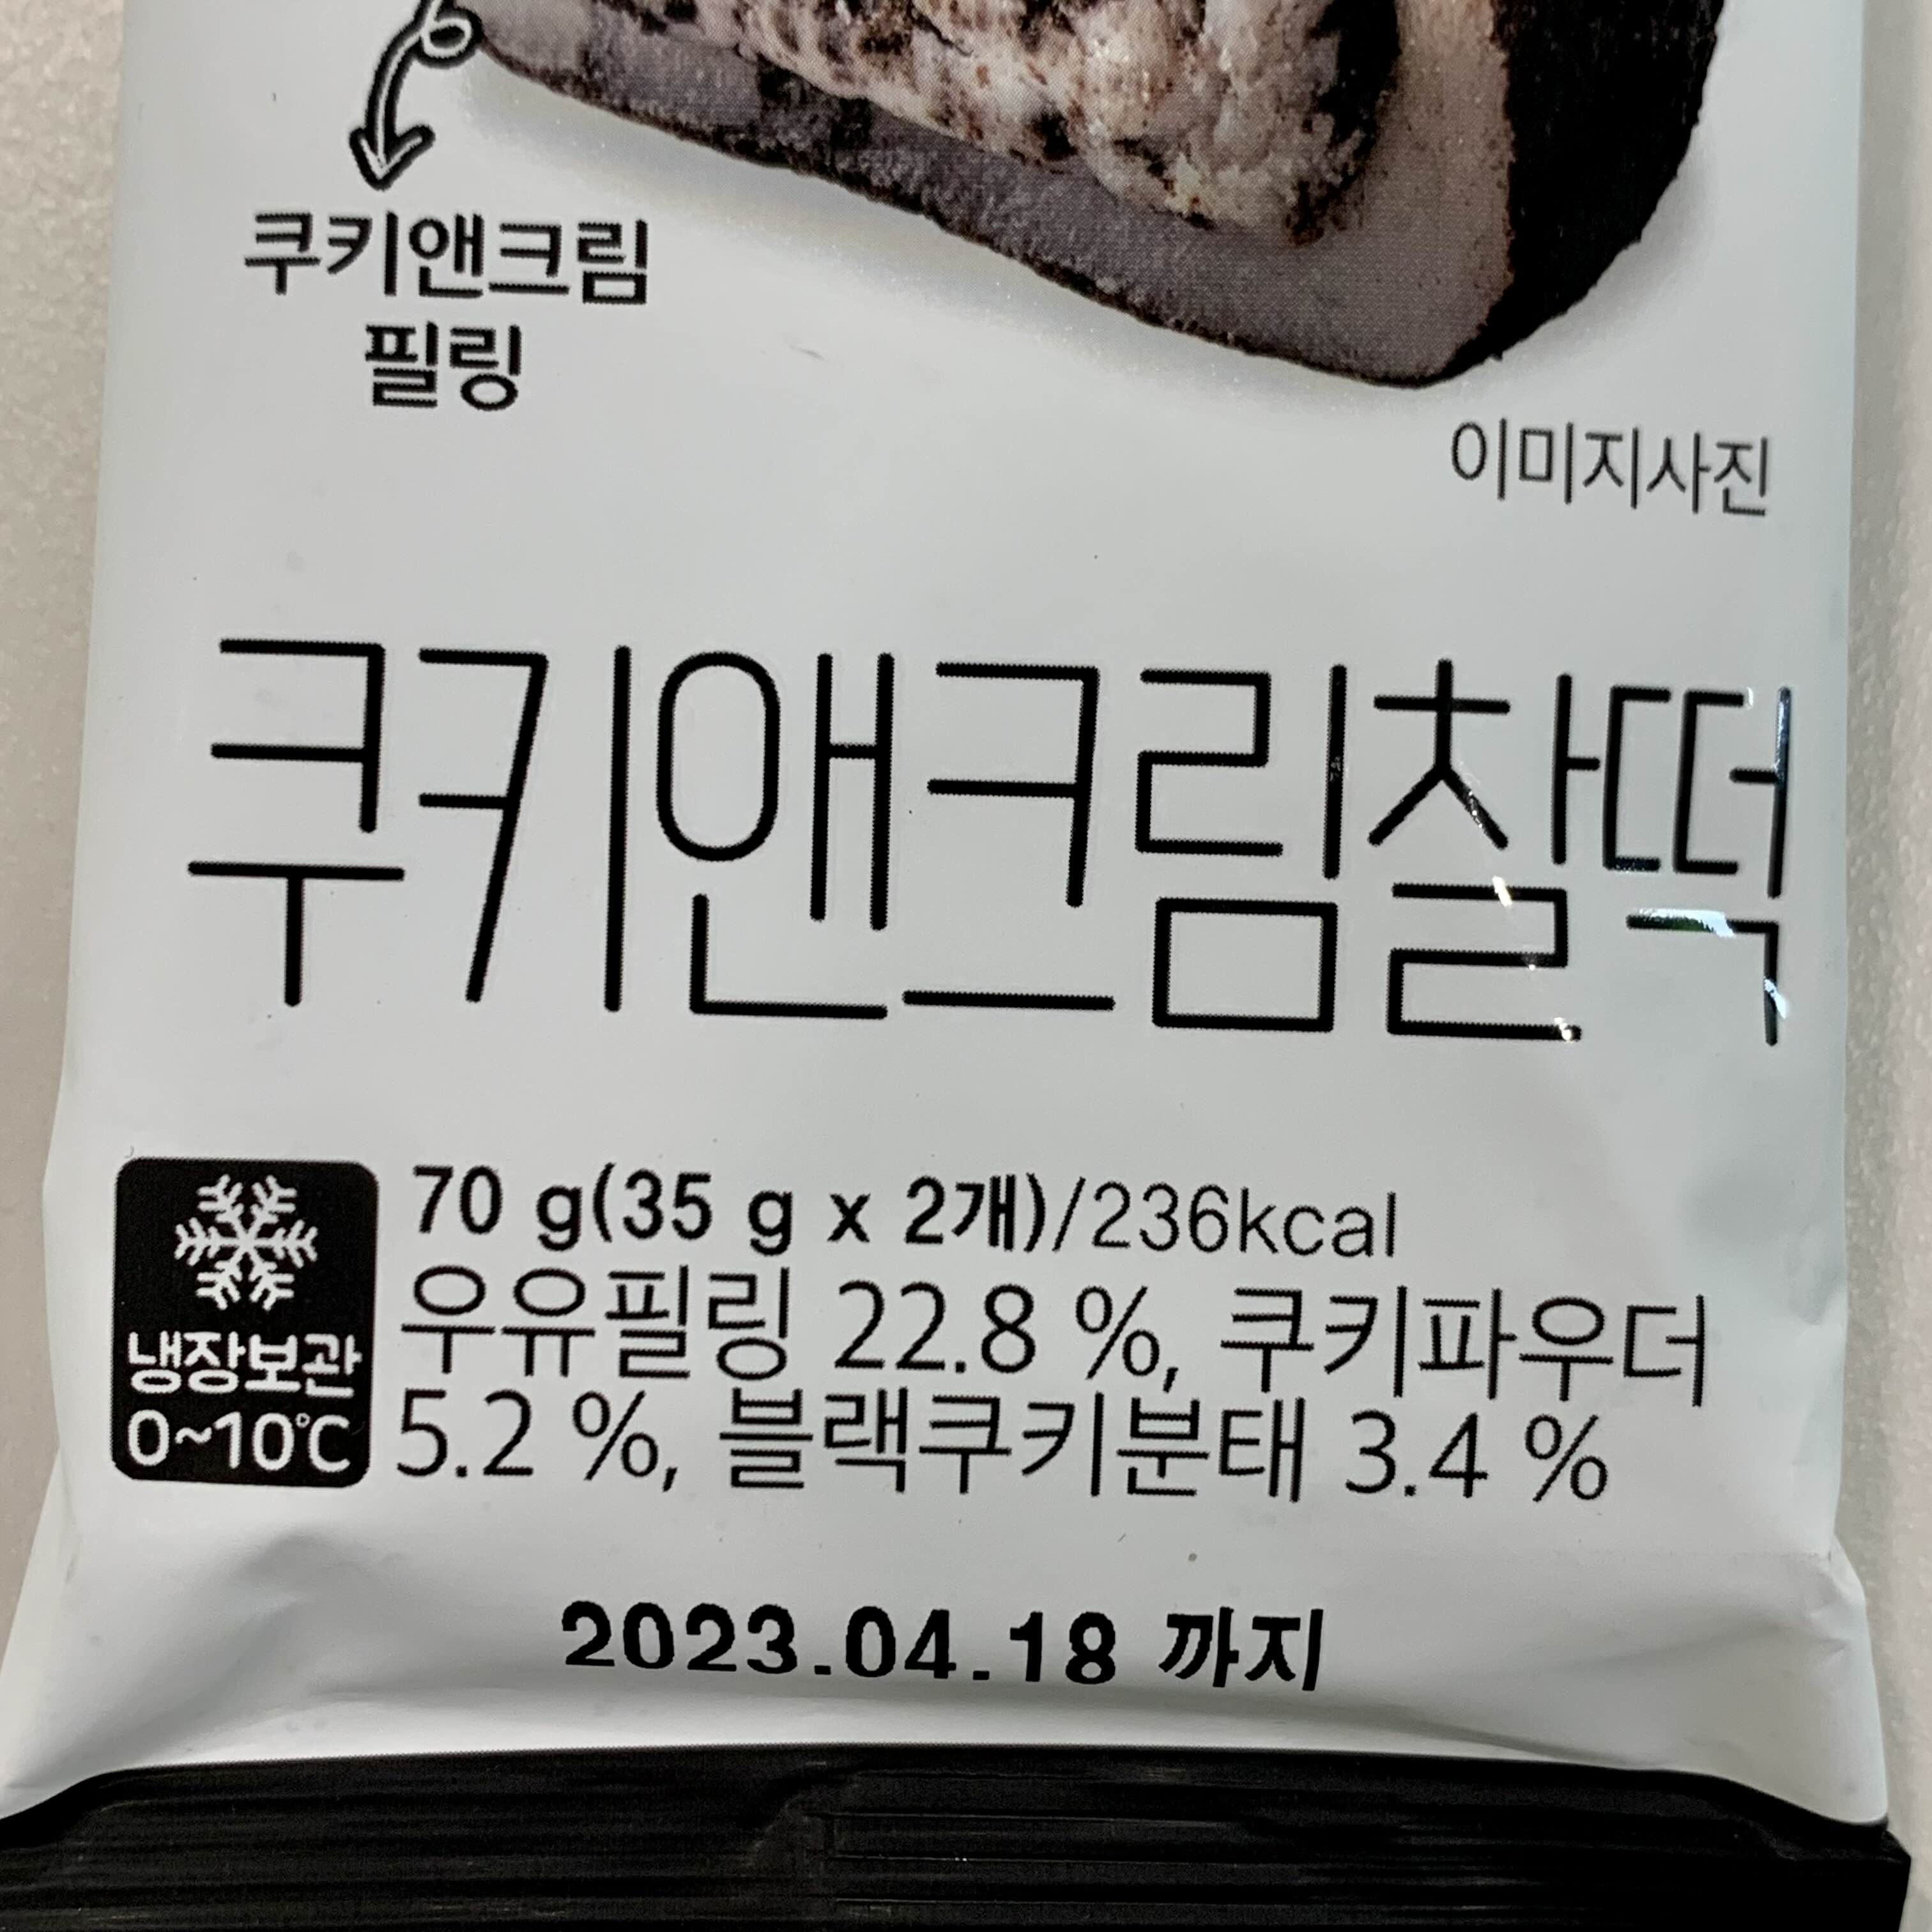 쿠키앤크림
필링
이미지사진
쿠키앤크림찰떡
70 g(35 g x 2개)/236kcal
우유필링 22.8 %, 쿠키파우더
5.2 %, 블랙쿠키분태 3.4 %
냉장보관
0~10℃
2023.04.18 까지